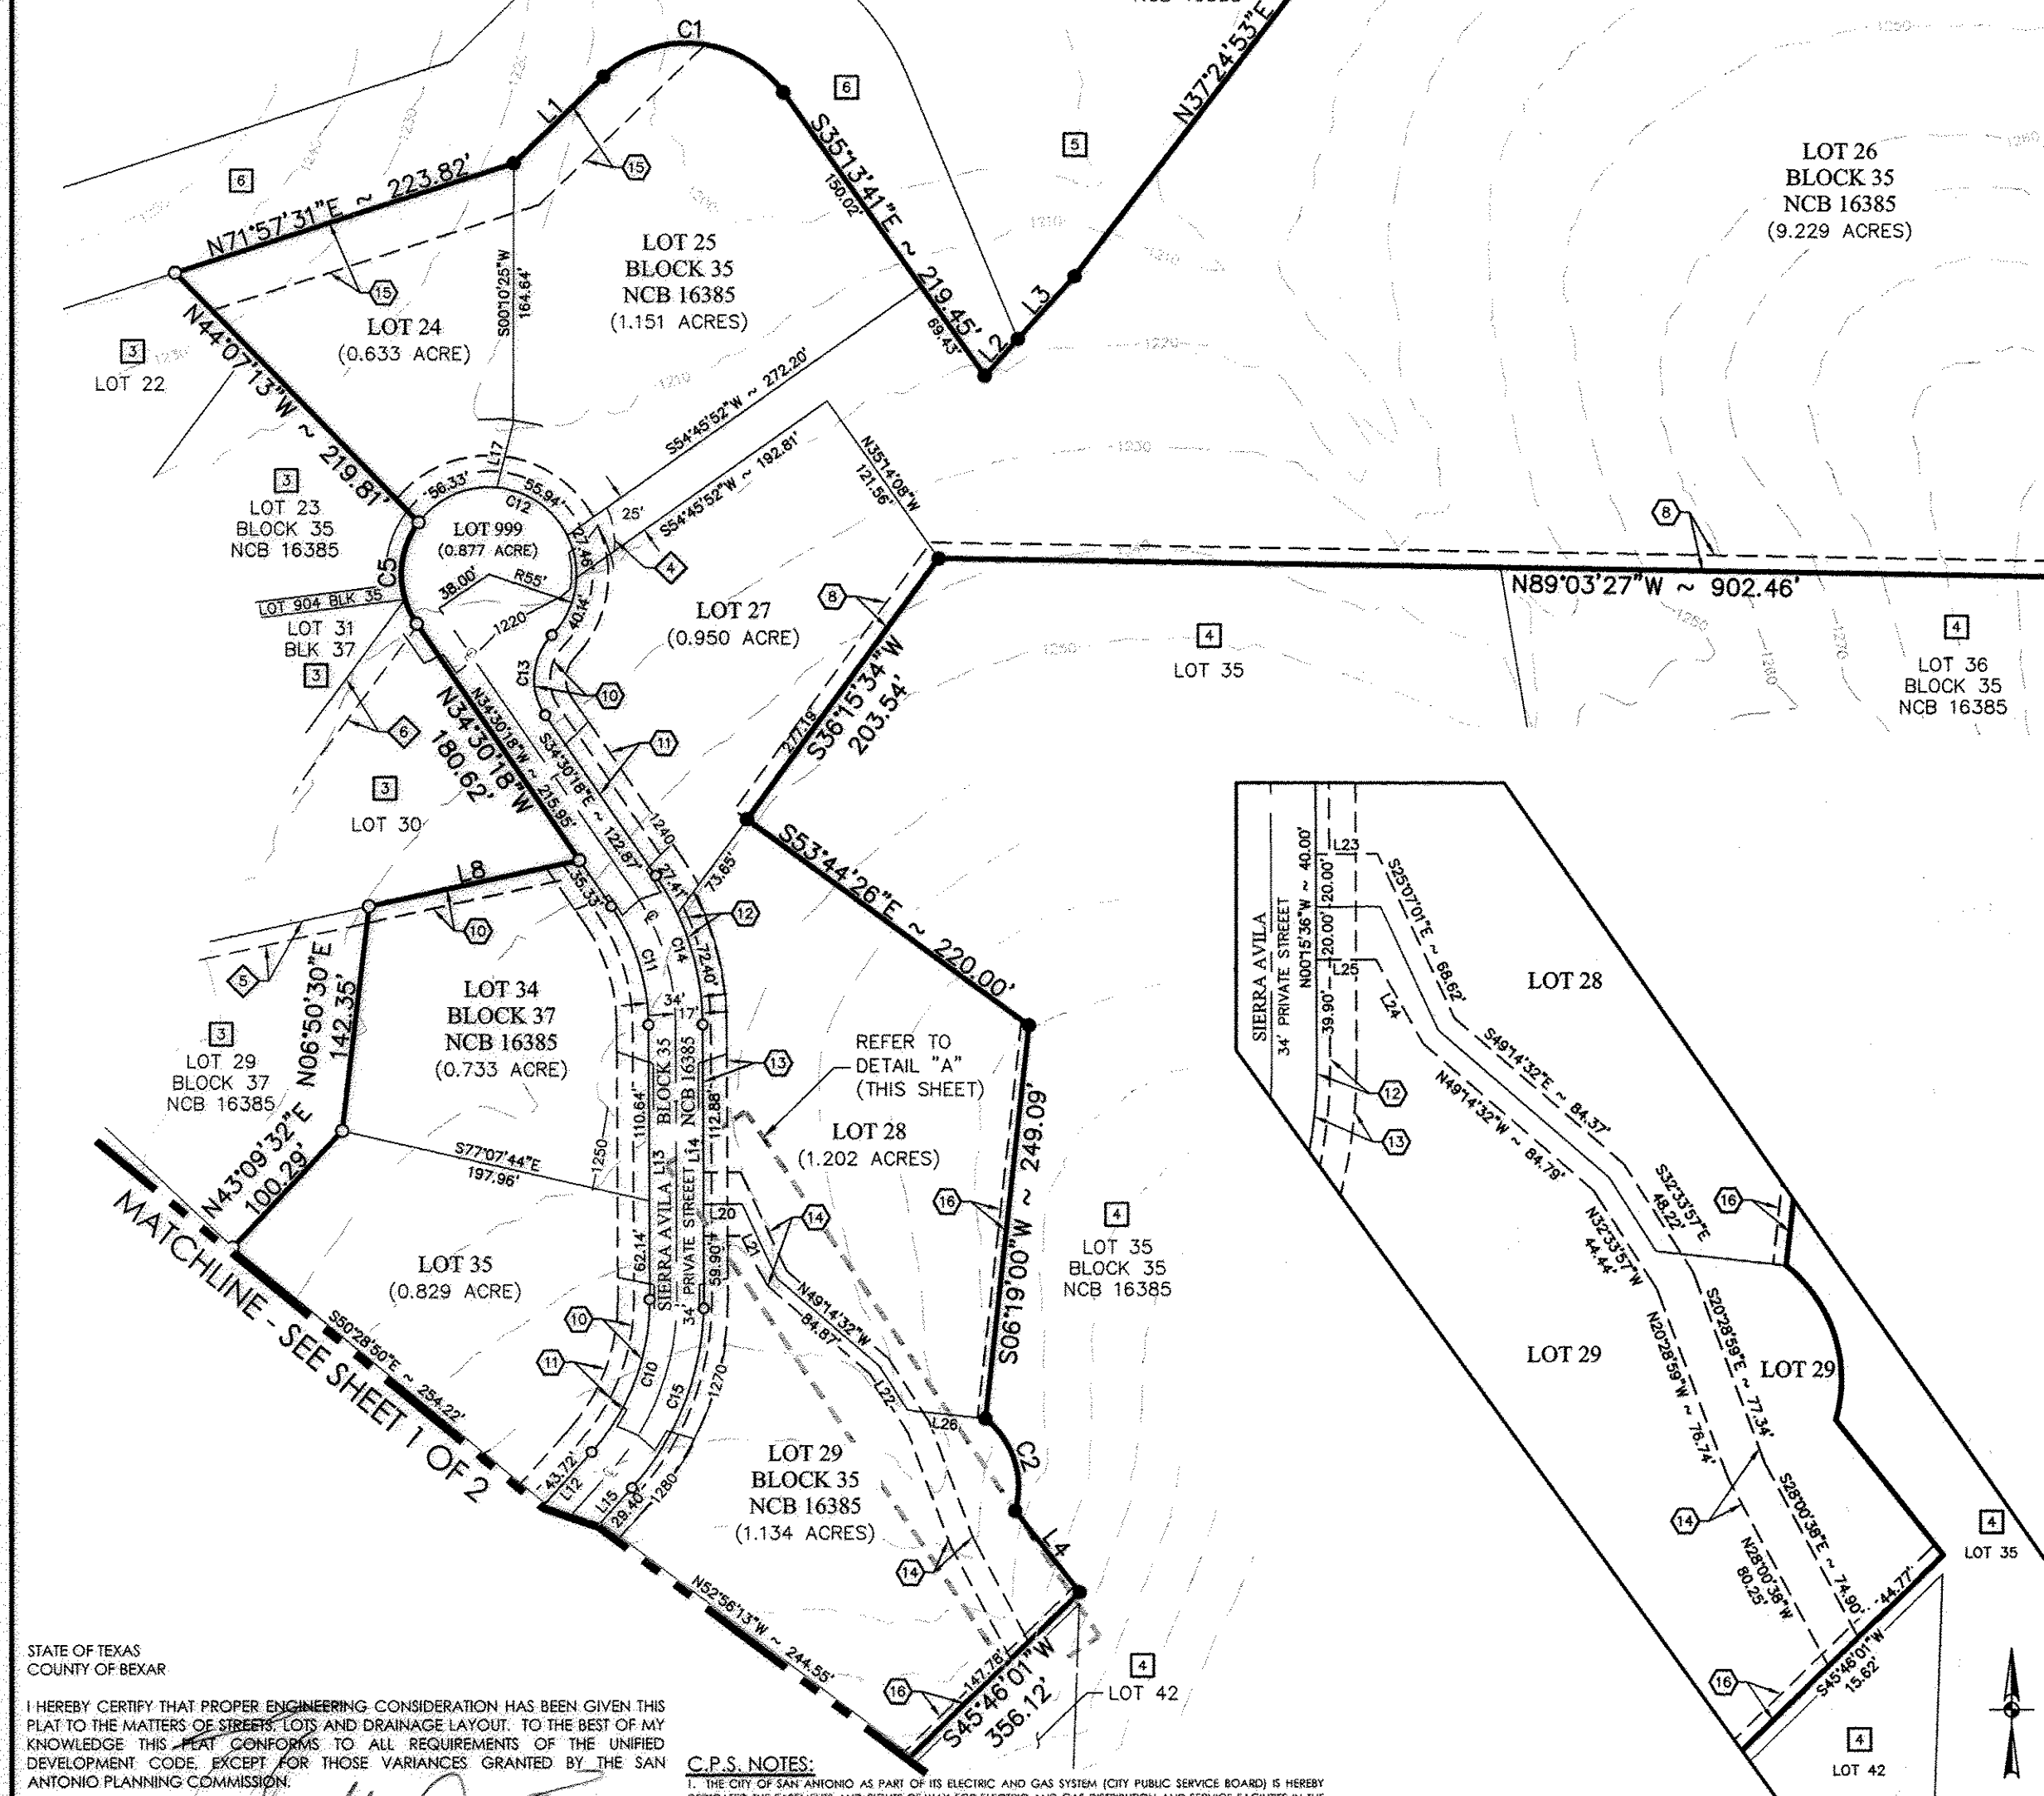 C1
L1
6
6
5
N37°24'53"E
S35°13'41"E ~ 219.45'
150.02'
69.43'
L2
L3
15
N71°57'31"E ~ 223.82'
15
S00°10'25"W
164.64'
LOT 25
BLOCK 35
NCB 16385
(1.151 ACRES)
LOT 24
(0.633 ACRE)
LOT 26
BLOCK 35
NCB 16385
(9.229 ACRES)
3
LOT 22
N44°07'13"W ~ 219.81'
1240
1230
1230
1210
1210
1210
1220
1230
1250
1260
S54°45'52"W ~ 272.20'
S54°45'52"W ~ 192.81'
N35°14'08"W
121.56'
25'
L17
56.33'
55.94'
C12
27.46'
3
LOT 23
BLOCK 35
NCB 16385
LOT 999
(0.877 ACRE)
C5
38.00'
R55'
40.14'
1220
4
LOT 904 BLK 35
LOT 31
BLK 37
3
6
C13
10
LOT 27
(0.950 ACRE)
8
277.19'
S36°15'34"W
203.54'
8
N89°03'27"W ~ 902.46'
4
LOT 35
1250
1260
1270
1280
4
LOT 36
BLOCK 35
NCB 16385
N34°30'18"W
180.62'
N34°30'18"W ~ 215.95'
S34°30'18"E ~ 122.87'
11
1240
3
LOT 30
L8
35.33'
27.41'
73.65'
12
S53°44'26"E ~ 220.00'
10
5
C11
C14
72.40'
N06°50'30"E
142.35'
3
LOT 29
BLOCK 37
NCB 16385
LOT 34
BLOCK 37
NCB 16385
(0.733 ACRE)
34'
17'
BLOCK 35
NCB 16385
110.64'
112.88'
13
REFER TO
DETAIL "A"
(THIS SHEET)
LOT 28
(1.202 ACRES)
S06°19'00"W ~ 249.09'
16
N43°09'32"E
100.29'
S77°07'44"E
197.96'
1250
L13
L14
SIERRA AVILA
34' PRIVATE STREEET
L20
L21
14
62.14'
59.90'
4
LOT 35
BLOCK 35
NCB 16385
MATCHLINE - SEE SHEET 1 OF 2
S50°28'50"E ~ 254.22'
LOT 35
(0.829 ACRE)
10
11
C10
C15
1270
N49°14'32"W
84.87'
L22
L26
C2
43.72'
L12
L15
29.40'
1280
LOT 29
BLOCK 35
NCB 16385
(1.134 ACRES)
14
L4
N52°56'13"W ~ 244.55'
16
147.78'
S45°46'01"W
356.12'
4
LOT 42
SIERRA AVILA
34' PRIVATE STREEET
N00°15'36"W ~ 40.00'
20.00'
20.00'
39.90'
L23
L25
L24
S25°07'01"E ~ 68.62'
LOT 28
12
13
S49°14'32"E ~ 84.37'
N49°14'32"W ~ 84.79'
S32°33'57"E
48.22'
16
N32°33'57"W
44.44'
LOT 29
LOT 29
S20°28'59"E ~ 77.34'
N20°28'59"W ~ 76.74'
14
S28°00'38"E ~ 74.90'
N28°00'38"W
80.25'
44.77'
4
LOT 35
16
S45°46'01"W
15.62'
4
LOT 42
STATE OF TEXAS
COUNTY OF BEXAR
I HEREBY CERTIFY THAT PROPER ENGINEERING CONSIDERATION HAS BEEN GIVEN THIS
PLAT TO THE MATTERS OF STREETS, LOTS AND DRAINAGE LAYOUT. TO THE BEST OF MY
KNOWLEDGE THIS PLAT CONFORMS TO ALL REQUIREMENTS OF THE UNIFIED
DEVELOPMENT CODE, EXCEPT FOR THOSE VARIANCES GRANTED BY THE SAN
ANTONIO PLANNING COMMISSION.
C.P.S. NOTES:
1. THE CITY OF SAN ANTONIO AS PART OF ITS ELECTRIC AND GAS SYSTEM (CITY PUBLIC SERVICE BOARD) IS HEREBY